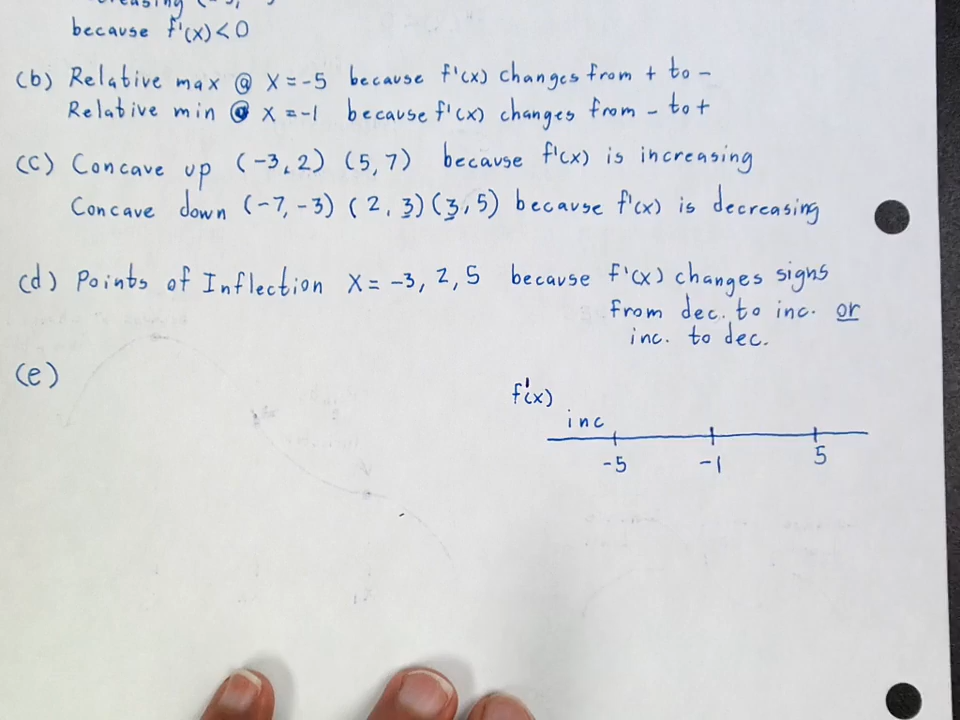 because f'(x) < 0
(b) Relative max @ x = -5 because f'(x) changes from + to -
Relative min @ x = -1 because f'(x) changes from - to +
(c) Concave up (-3, 2) (5, 7) because f'(x) is increasing
Concave down (-7, -3) (2, 3) (3, 5) because f'(x) is decreasing
(d) Points of Inflection x = -3, 2, 5 because f'(x) changes signs
from dec. to inc. or
inc. to dec.
(e)
f'(x)
inc
-5 -1 5